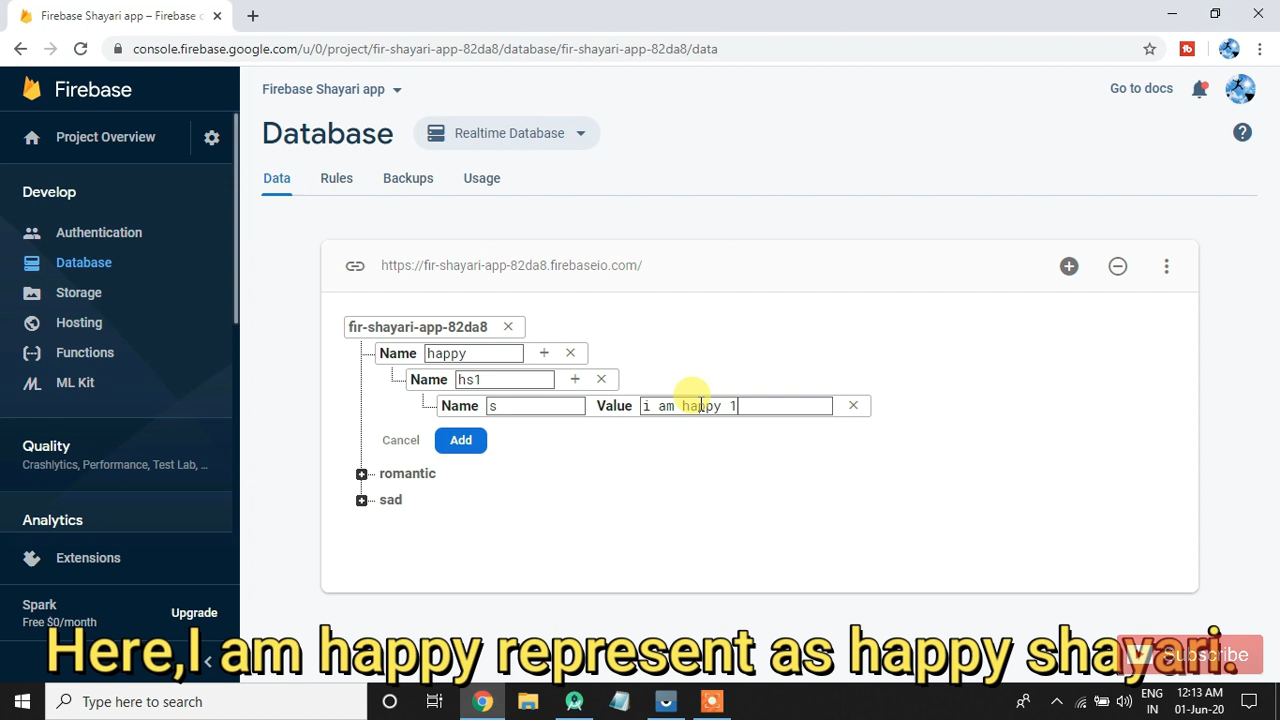 Firebase Shayari app – Firebase c
console.firebase.google.com/u/0/project/fir-shayari-app-82da8/database/fir-shayari-app-82da8/data
Firebase
Firebase Shayari app
Go to docs
Project Overview
Database
Realtime Database
Data Rules Backups Usage
Develop
Authentication
Database
Storage
Hosting
Functions
ML Kit
https://fir-shayari-app-82da8.firebaseio.com/
fir-shayari-app-82da8
Name happy
Name hs1
Name s Value i am happy 1
Cancel Add
romantic
sad
Quality
Crashlytics, Performance, Test Lab, …
Analytics
Extensions
Spark
Free $0/month
Upgrade
Here,I am happy represent as happy shayari.
Subscribe
Type here to search
ENG
IN
12:13 AM
01-Jun-20